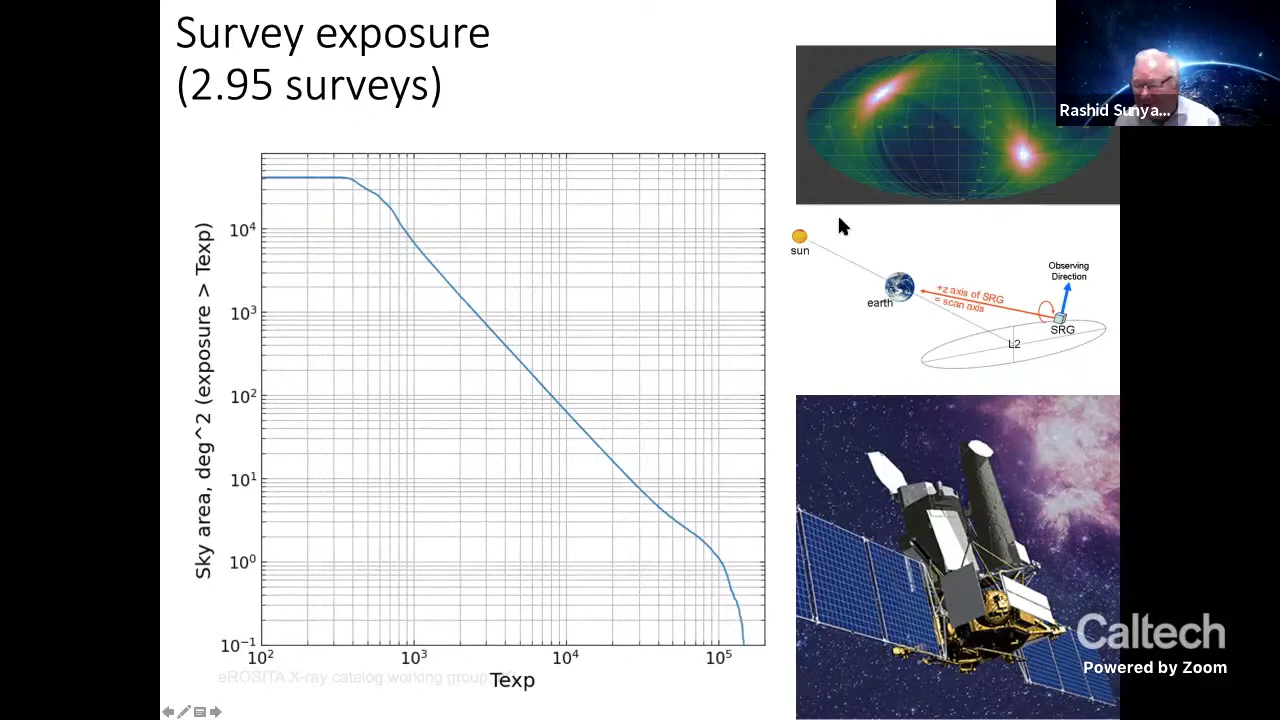 Survey exposure
(2.95 surveys)
Rashid Sunya...
Sky area, deg^2 (exposure > Texp)
10^4
10^3
10^2
10^1
10^0
10^-1
10^2
10^3
10^4
10^5
Texp
eROSITA X-ray catalog working group
sun
earth
+z axis of SRG
= scan axis
Observing
Direction
SRG
L2
Caltech
Powered by Zoom